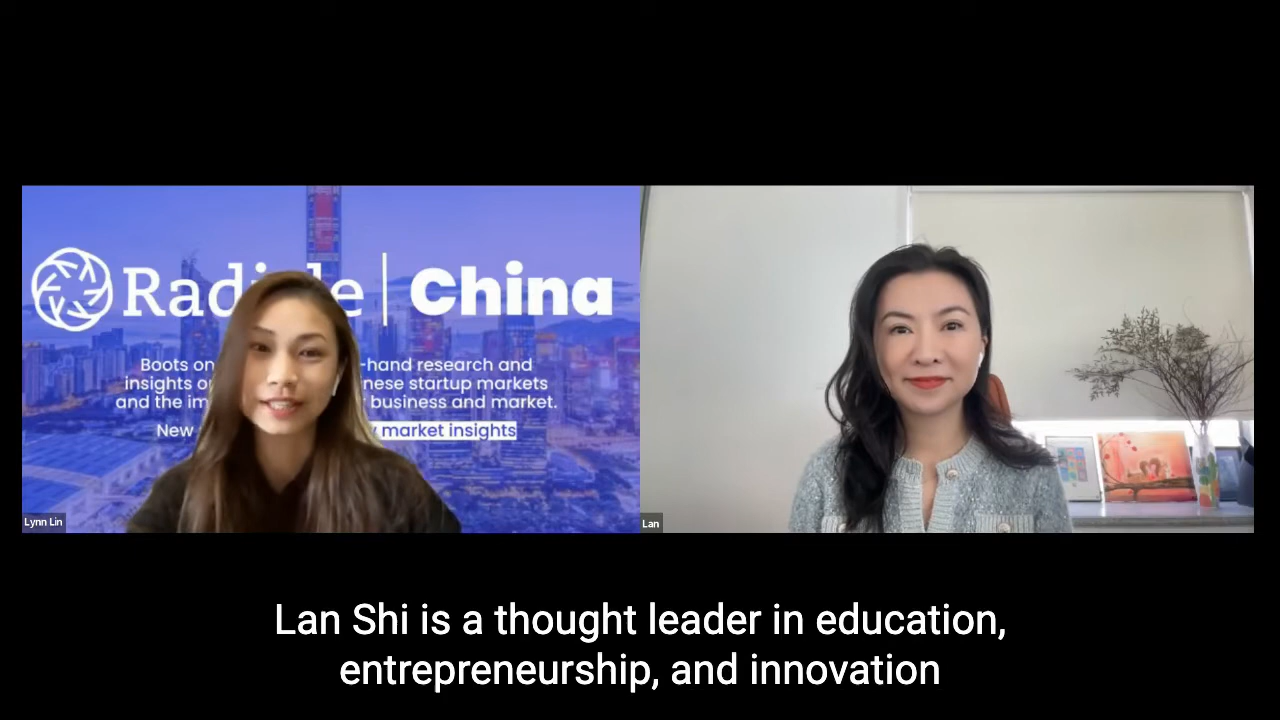 Rad e | China
Boots on -hand research and
insights o nese startup markets
and the im business and market.
New market insights
Lynn Lin
Lan
Lan Shi is a thought leader in education,
entrepreneurship, and innovation